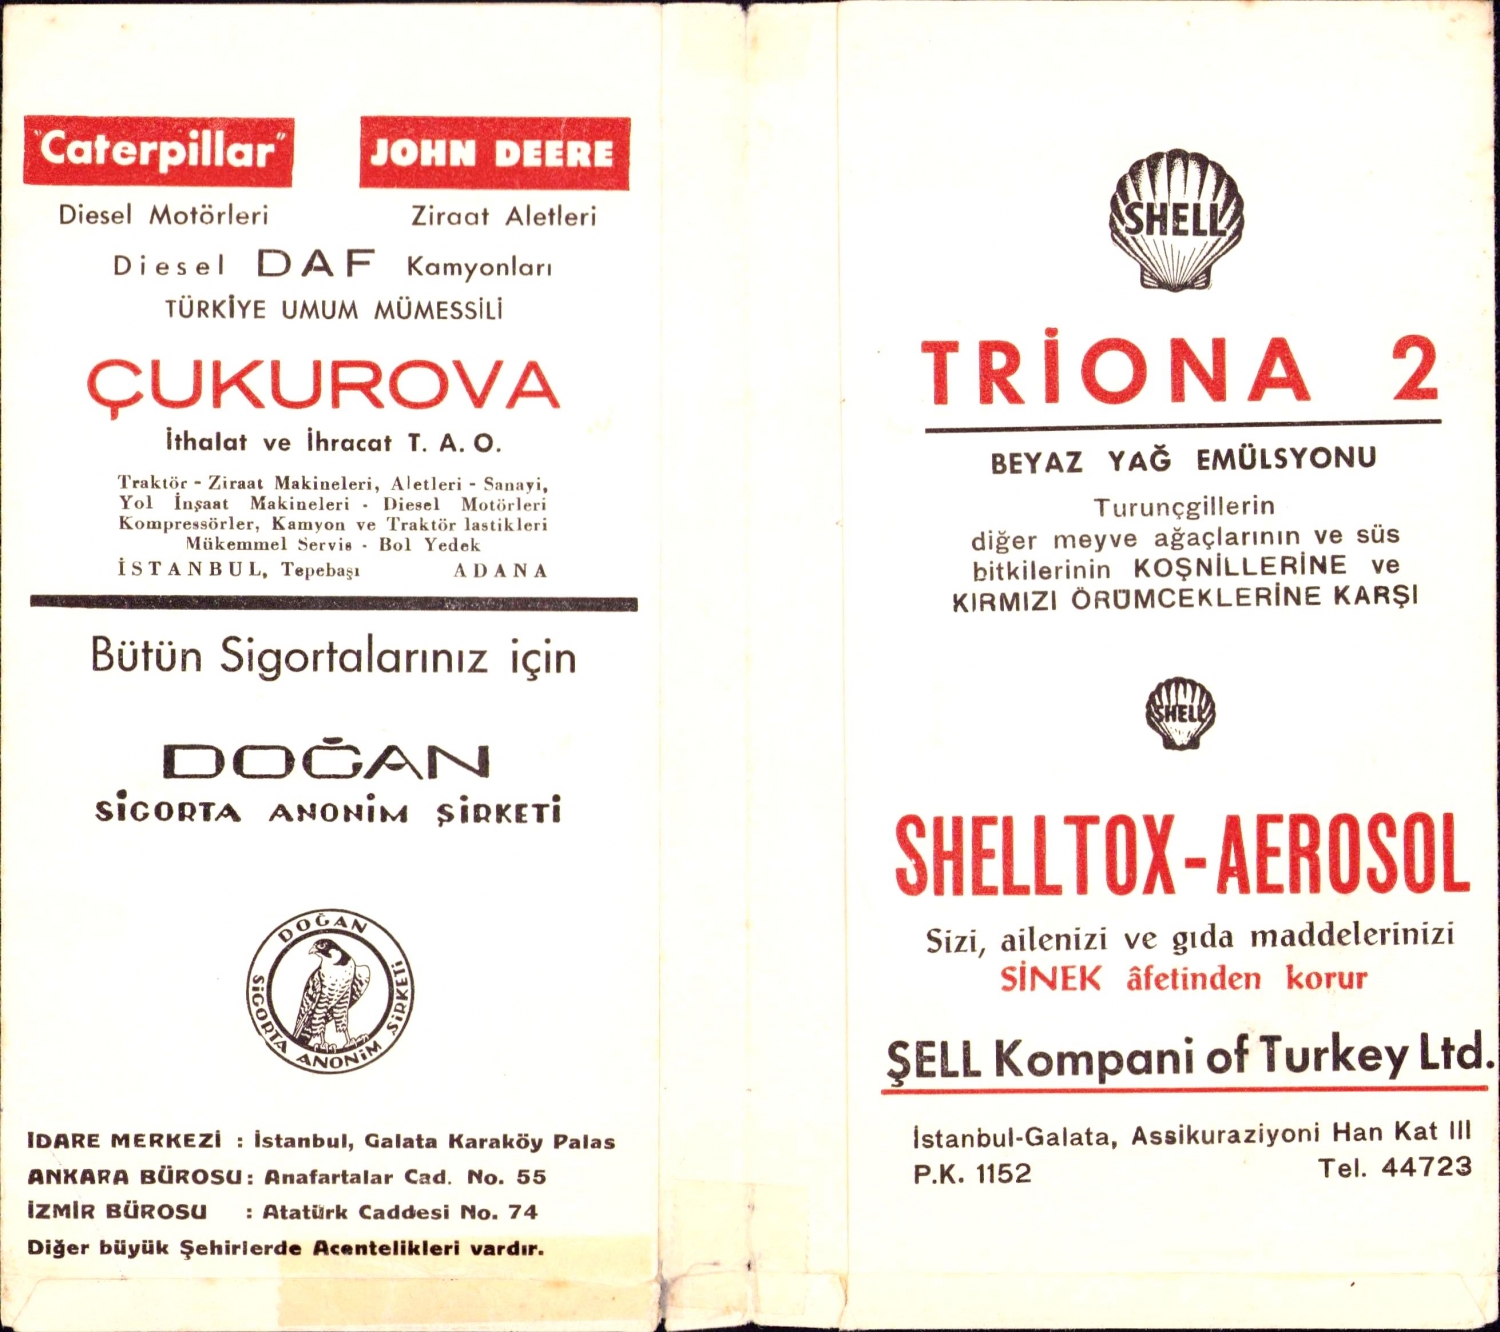 "Caterpillar"
Diesel Motörleri
JOHN DEERE
Ziraat Aletleri
Diesel DAF Kamyonları
TÜRKİYE UMUM MÜMESSİLİ
ÇUKUROVA
İthalat ve İhracat T. A. O.
Traktör - Ziraat Makineleri, Aletleri - Sanayi,
Yol İnşaat Makineleri - Diesel Motörleri
Kompressörler, Kamyon ve Traktör lastikleri
Mükemmel Servis - Bol Yedek
İSTANBUL, Tepebaşı ADANA
Bütün Sigortalarınız için
DOĞAN
SİGORTA ANONİM ŞİRKETİ
DOĞAN
SİGORTA ANONİM ŞİRKETİ
İDARE MERKEZİ : İstanbul, Galata Karaköy Palas
ANKARA BÜROSU: Anafartalar Cad. No. 55
İZMİR BÜROSU : Atatürk Caddesi No. 74
Diğer büyük Şehirlerde Acentelikleri vardır.
SHELL
TRİONA 2
BEYAZ YAĞ EMÜLSYONU
Turunçgillerin
diğer meyve ağaçlarının ve süs
bitkilerinin KOŞNİLLERİNE ve
KIRMIZI ÖRÜMCEKLERİNE KARŞI
SHELL
SHELLTOX-AEROSOL
Sizi, ailenizi ve gıda maddelerinizi
SİNEK âfetinden korur
ŞELL Kompani of Turkey Ltd.
İstanbul-Galata, Assikuraziyoni Han Kat III
P.K. 1152 Tel. 44723